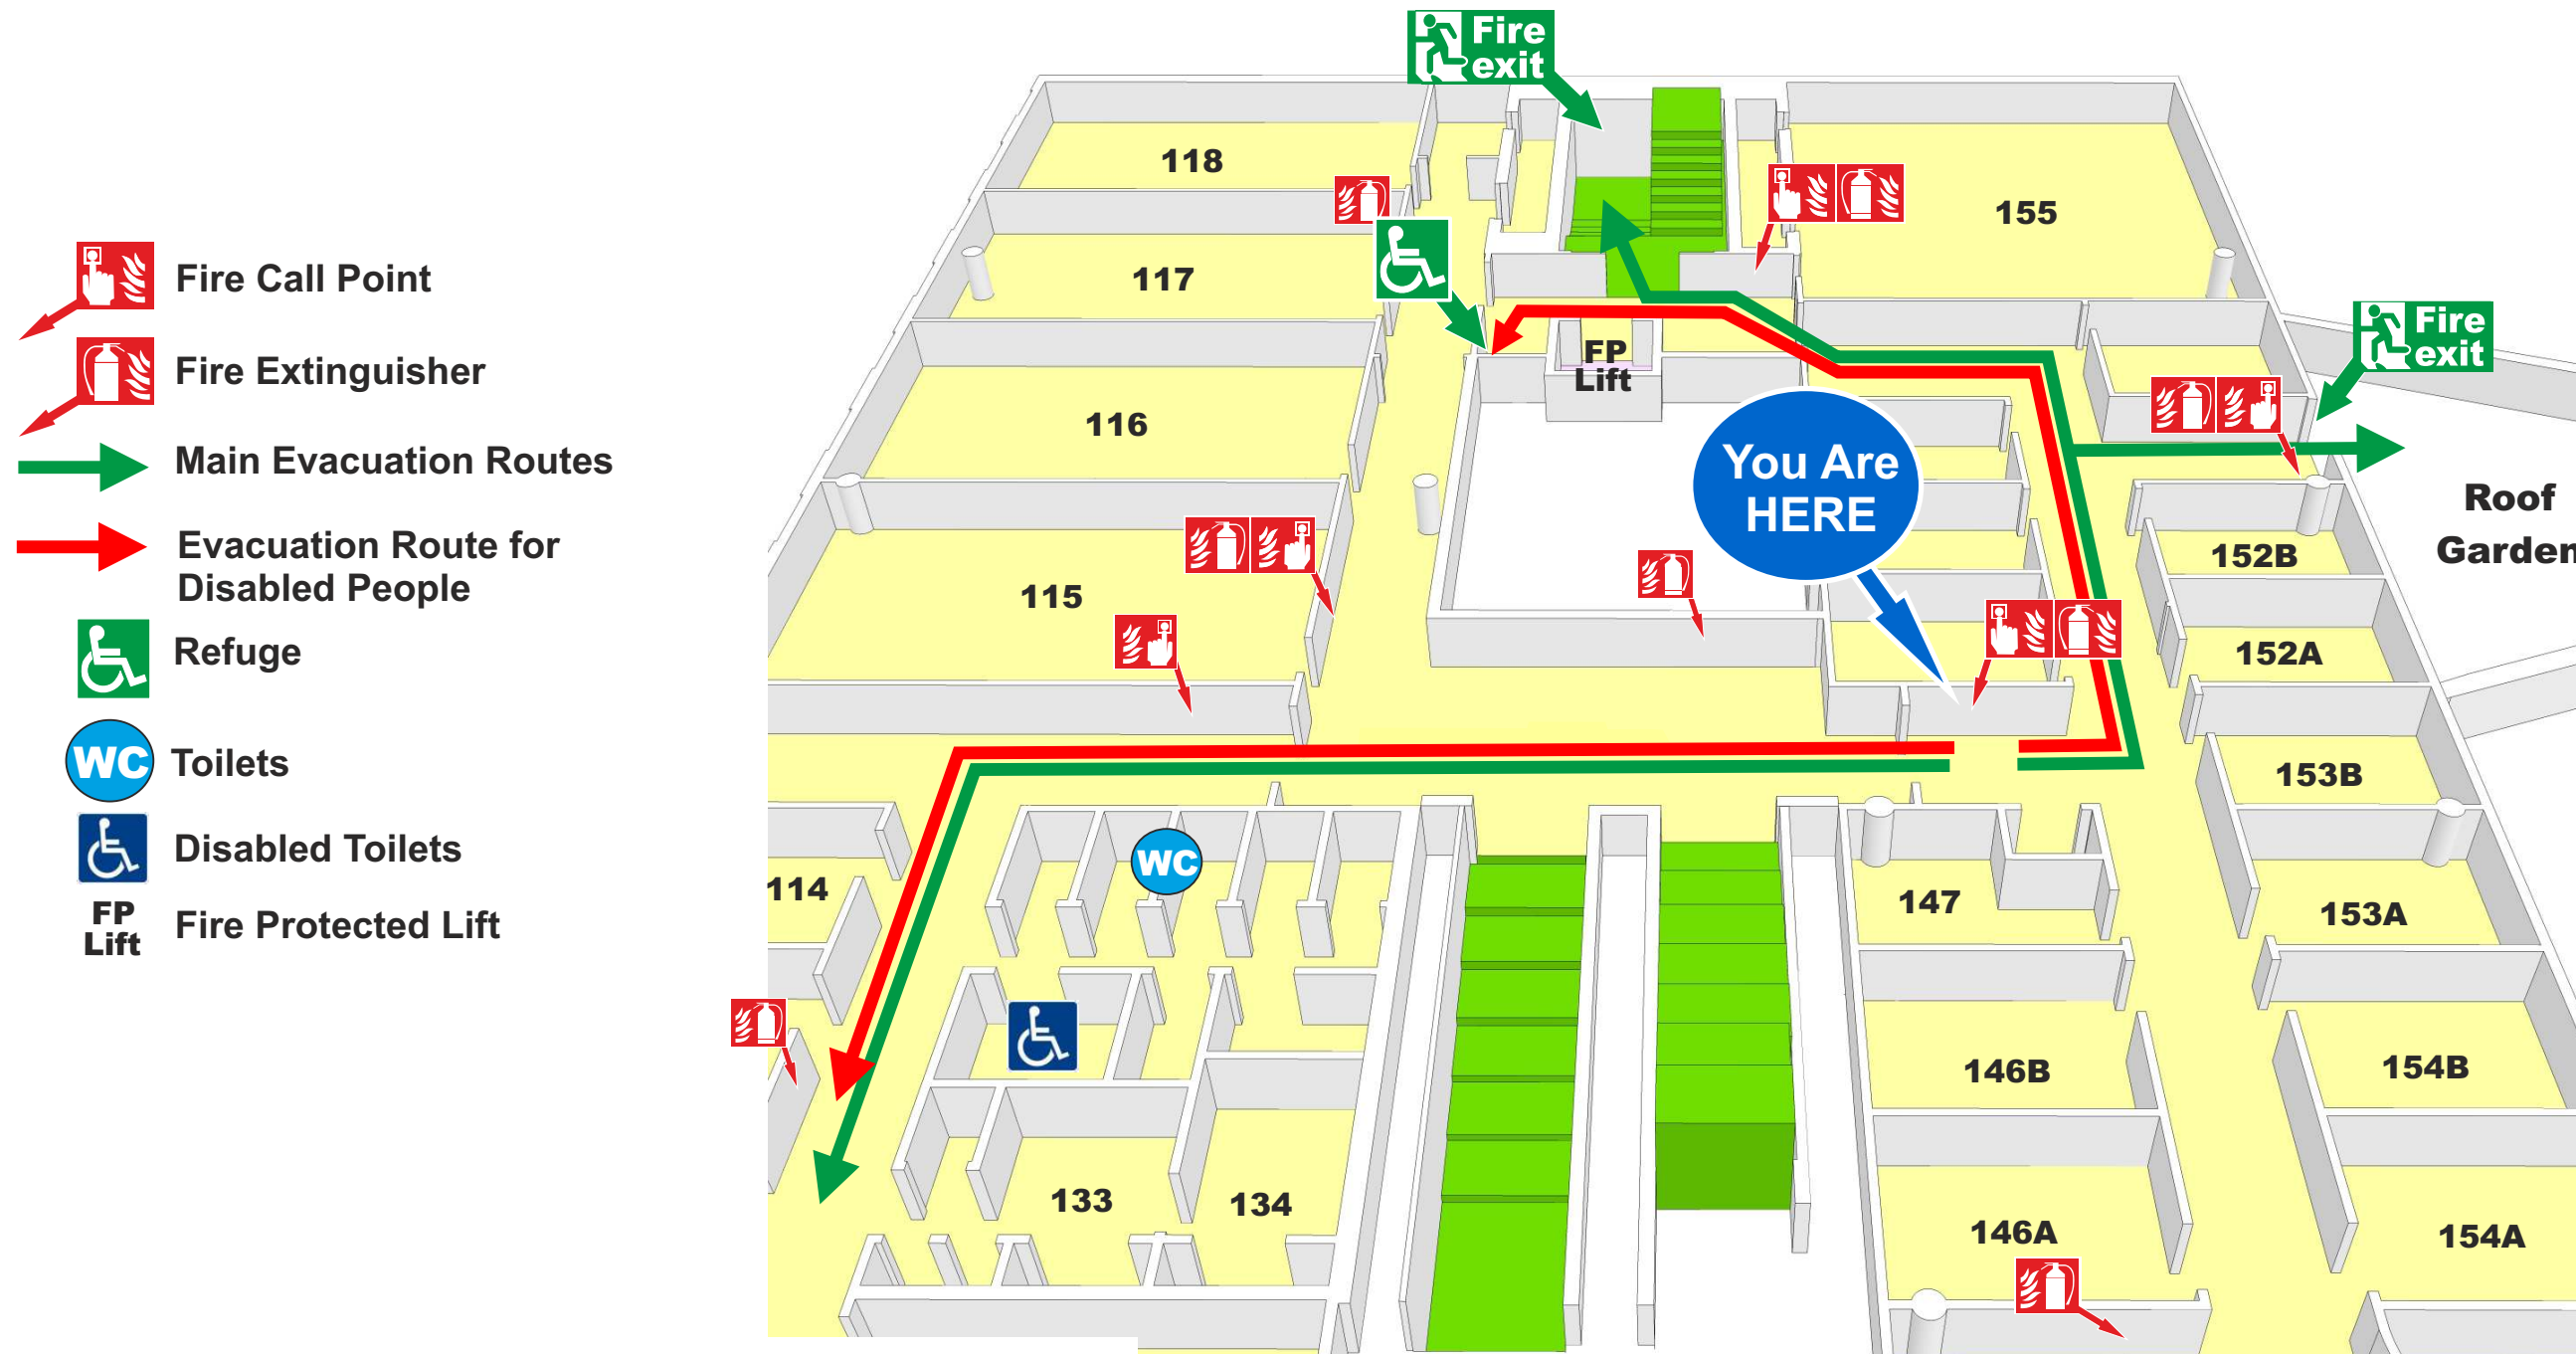 Fire Call Point
Fire Extinguisher
Main Evacuation Routes
Evacuation Route for
Disabled People
Refuge
WC
Toilets
Disabled Toilets
FP
Lift
Fire Protected Lift
Fire
exit
118
155
117
Fire
exit
FP
Lift
116
You Are
HERE
Roof
Garden
152B
115
152A
153B
WC
114
147
153A
146B
154B
133
134
146A
154A